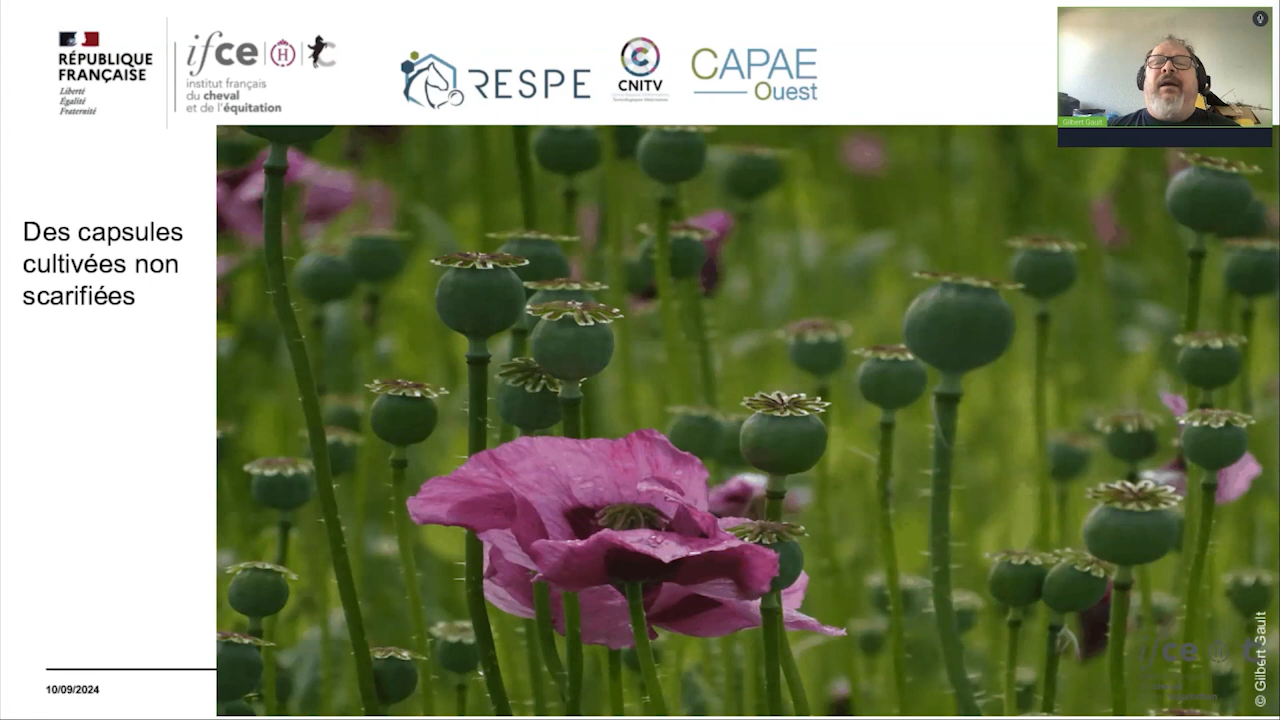 RÉPUBLIQUE
FRANÇAISE
Liberté
Égalité
Fraternité
ifce
institut français
du cheval
et de l'équitation
RESPE
CNITV
CAPAE
Ouest
Gilbert Gault
Des capsules
cultivées non
scarifiées
10/09/2024
© Gilbert Gault
ifce